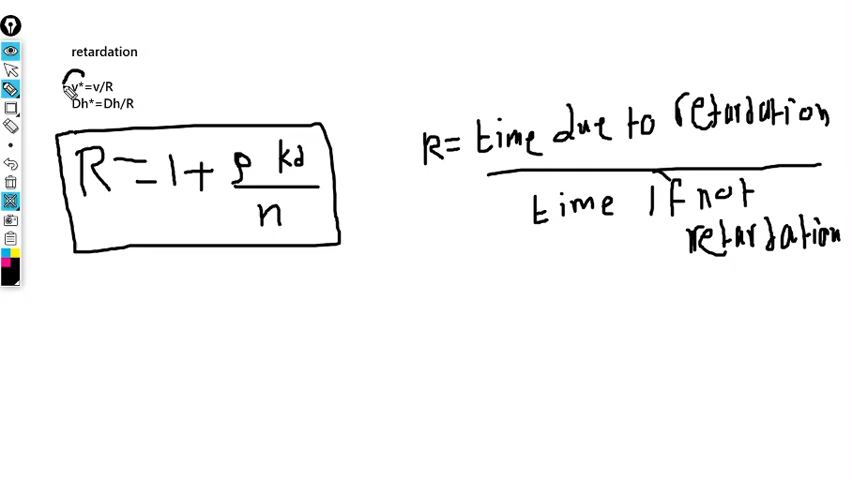 retardation
v*=v/R
Dh*=Dh/R
R=1+ ρ kd
n
R= time due to retardation
time If not
retardation